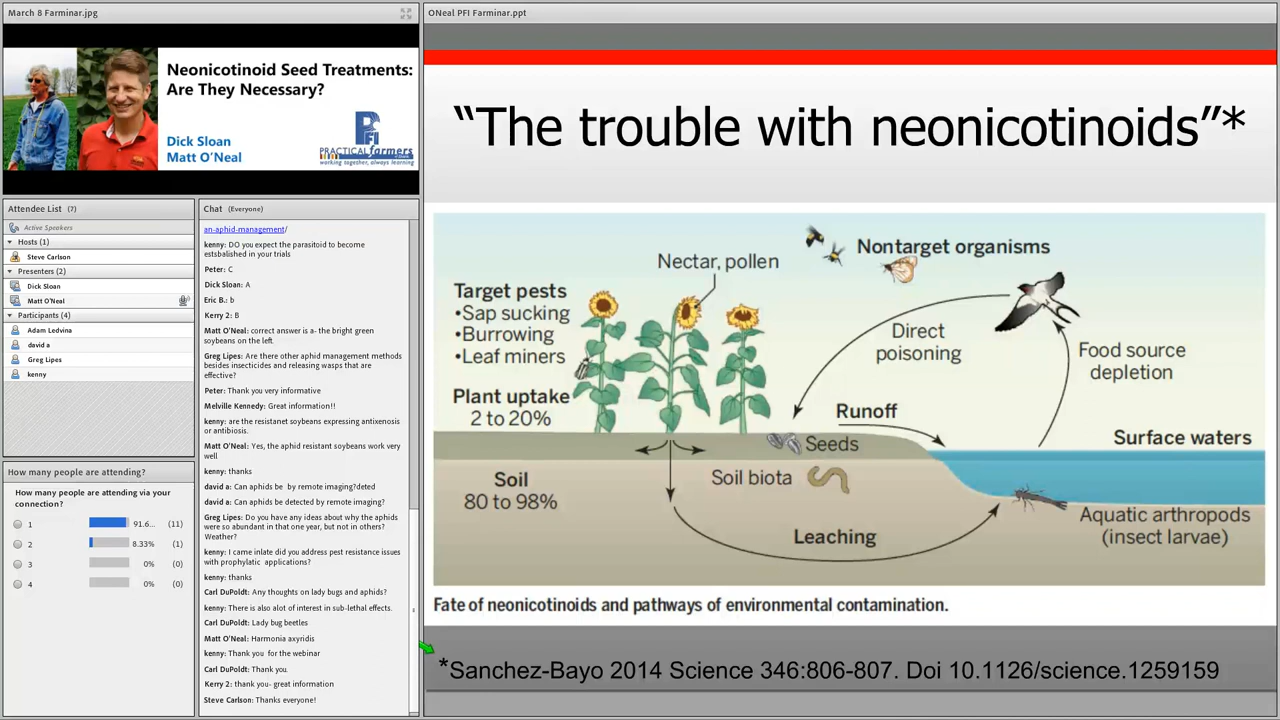 March 8 Farminar.jpg
Neonicotinoid Seed Treatments:
Are They Necessary?
Dick Sloan
Matt O'Neal
PFI
PRACTICAL farmers
working together, always learning
Attendee List (7)
Active Speakers
Hosts (1)
Steve Carlson
Presenters (2)
Dick Sloan
Matt O'Neal
Participants (4)
Adam Ledvina
david a
Greg Lipes
kenny
How many people are attending?
How many people are attending via your
connection?
1 91.6... (11)
2 8.33% (1)
3 0% (0)
4 0% (0)
Chat (Everyone)
an-aphid-management/
kenny: DO you expect the parasitoid to become
estsbalished in your trials
Peter: C
Dick Sloan: A
Eric B.: b
Kerry 2: B
Matt O'Neal: correct answer is a- the bright green
soybeans on the left.
Greg Lipes: Are there other aphid management methods
besides insecticides and releasing wasps that are
effective?
Peter: Thank you very informative
Melville Kennedy: Great information!!
kenny: are the resistanet soybeans expressing antixenosis
or antibiosis.
Matt O'Neal: Yes, the aphid resistant soybeans work very
well
kenny: thanks
david a: Can aphids be by remote imaging?deted
david a: Can aphids be detected by remote imaging?
Greg Lipes: Do you have any ideas about why the aphids
were so abundant in that one year, but not in others?
Weather?
kenny: I came inlate did you address pest resistance issues
with prophylatic applications?
kenny: thanks
Carl DuPoldt: Any thoughts on lady bugs and aphids?
kenny: There is also alot of interest in sub-lethal effects.
Carl DuPoldt: Lady bug beetles
Matt O'Neal: Harmonia axyridis
kenny: Thank you for the webinar
Carl DuPoldt: Thank you.
Kerry 2: thank you- great information
Steve Carlson: Thanks everyone!
ONeal PFI Farminar.ppt
“The trouble with neonicotinoids”*
Nontarget organisms
Nectar, pollen
Target pests
•Sap sucking
•Burrowing
•Leaf miners
Direct
poisoning
Food source
depletion
Plant uptake
2 to 20%
Runoff
Surface waters
Seeds
Soil
80 to 98%
Soil biota
Aquatic arthropods
(insect larvae)
Leaching
Fate of neonicotinoids and pathways of environmental contamination.
*Sanchez-Bayo 2014 Science 346:806-807. Doi 10.1126/science.1259159